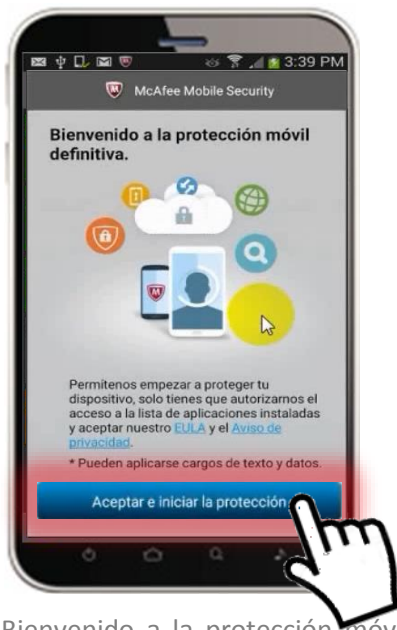 3:39 PM
McAfee Mobile Security
Bienvenido a la protección móvil
definitiva.
Permítenos empezar a proteger tu
dispositivo, solo tienes que autorizarnos el
acceso a la lista de aplicaciones instaladas
y aceptar nuestro EULA y el Aviso de
privacidad.
* Pueden aplicarse cargos de texto y datos.
Aceptar e iniciar la protección
Bienvenido a la protección